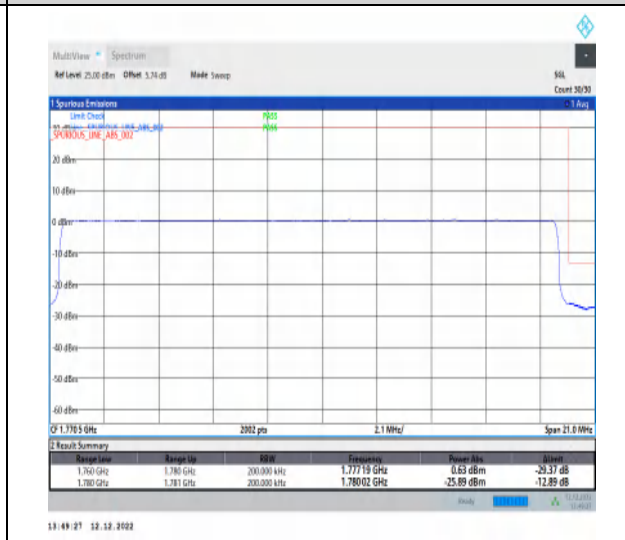 MultiView Spectrum
Ref Level 25.00 dBm Offset 5.74 dB Mode Sweep SGL
Count 30/30
1 Spurious Emissions 1 Avg
Limit Check PASS
_SPURIOUS_LINE_ABS_002 PASS
20 dBm
10 dBm
0 dBm
-10 dBm
-20 dBm
-30 dBm
-40 dBm
-50 dBm
-60 dBm
CF 1.7705 GHz 2002 pts 2.1 MHz/ Span 21.0 MHz
2 Result Summary
Range Low Range Up RBW Frequency Power Abs ΔLimit
1.760 GHz 1.780 GHz 200.000 kHz 1.77719 GHz 0.63 dBm -29.37 dB
1.780 GHz 1.781 GHz 200.000 kHz 1.78002 GHz -25.89 dBm -12.89 dB
Ready
13:49:27 12.12.2022